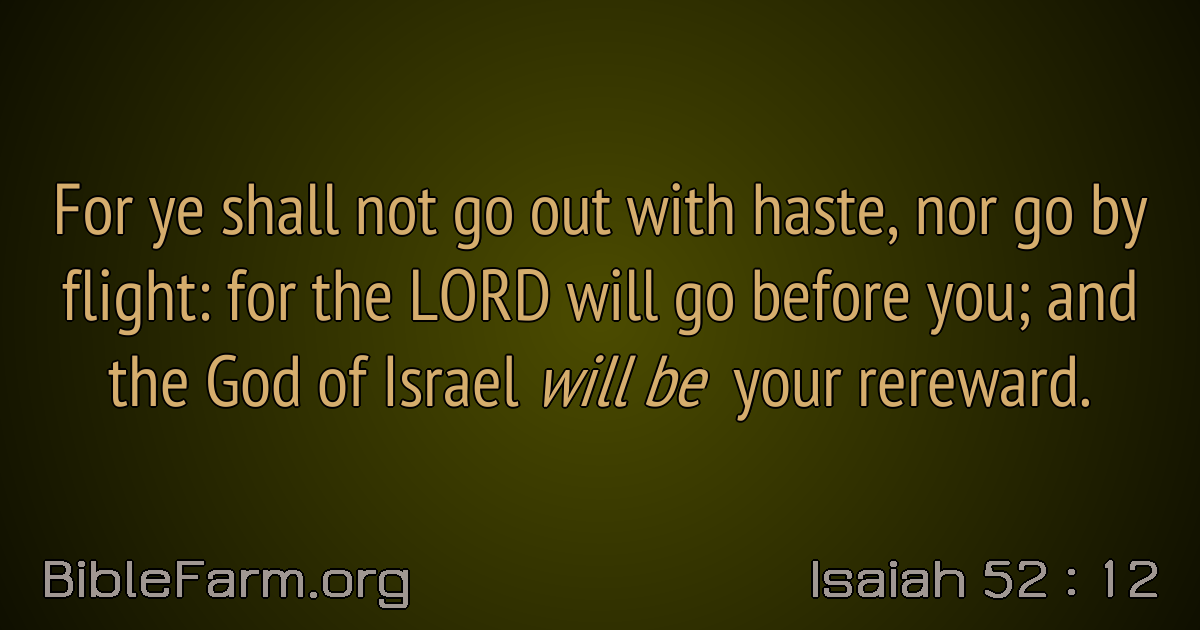 For ye shall not go out with haste, nor go by
flight: for the LORD will go before you; and
the God of Israel will be your rereward.
BibleFarm.org
Isaiah 52 : 12